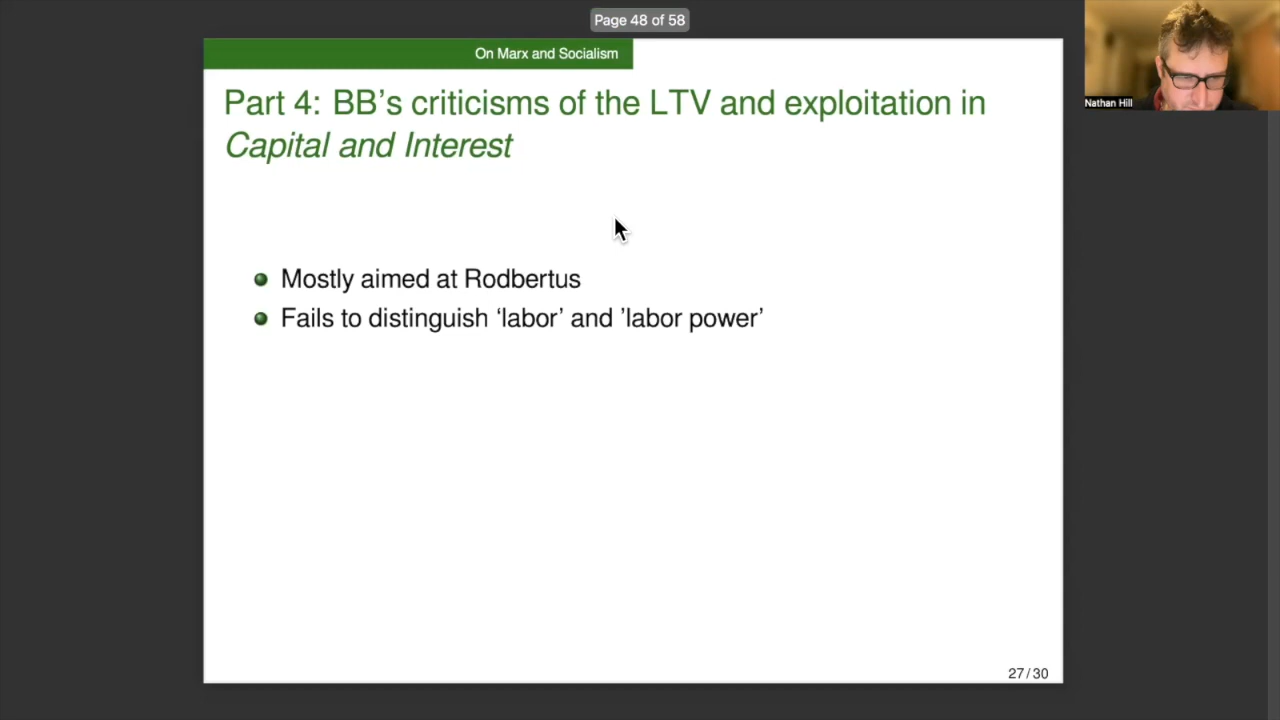 Page 48 of 58
On Marx and Socialism
Nathan Hill
Part 4: BB's criticisms of the LTV and exploitation in
Capital and Interest
Mostly aimed at Rodbertus
Fails to distinguish ‘labor’ and ’labor power’
27/30